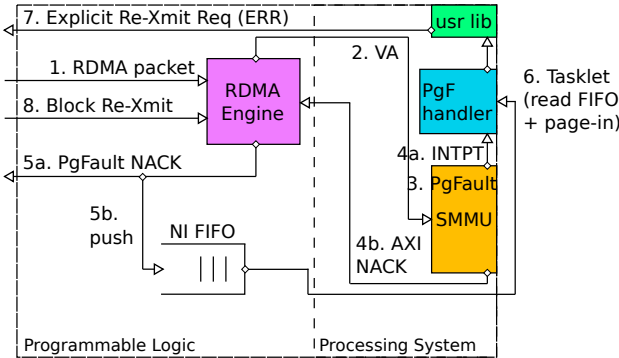 7. Explicit Re-Xmit Req (ERR)
usr lib
2. VA
1. RDMA packet
RDMA
Engine
PgF
handler
6. Tasklet
(read FIFO
+ page-in)
8. Block Re-Xmit
4a. INTPT
5a. PgFault NACK
3. PgFault
SMMU
5b.
push
NI FIFO
4b. AXI
NACK
Programmable Logic
Processing System